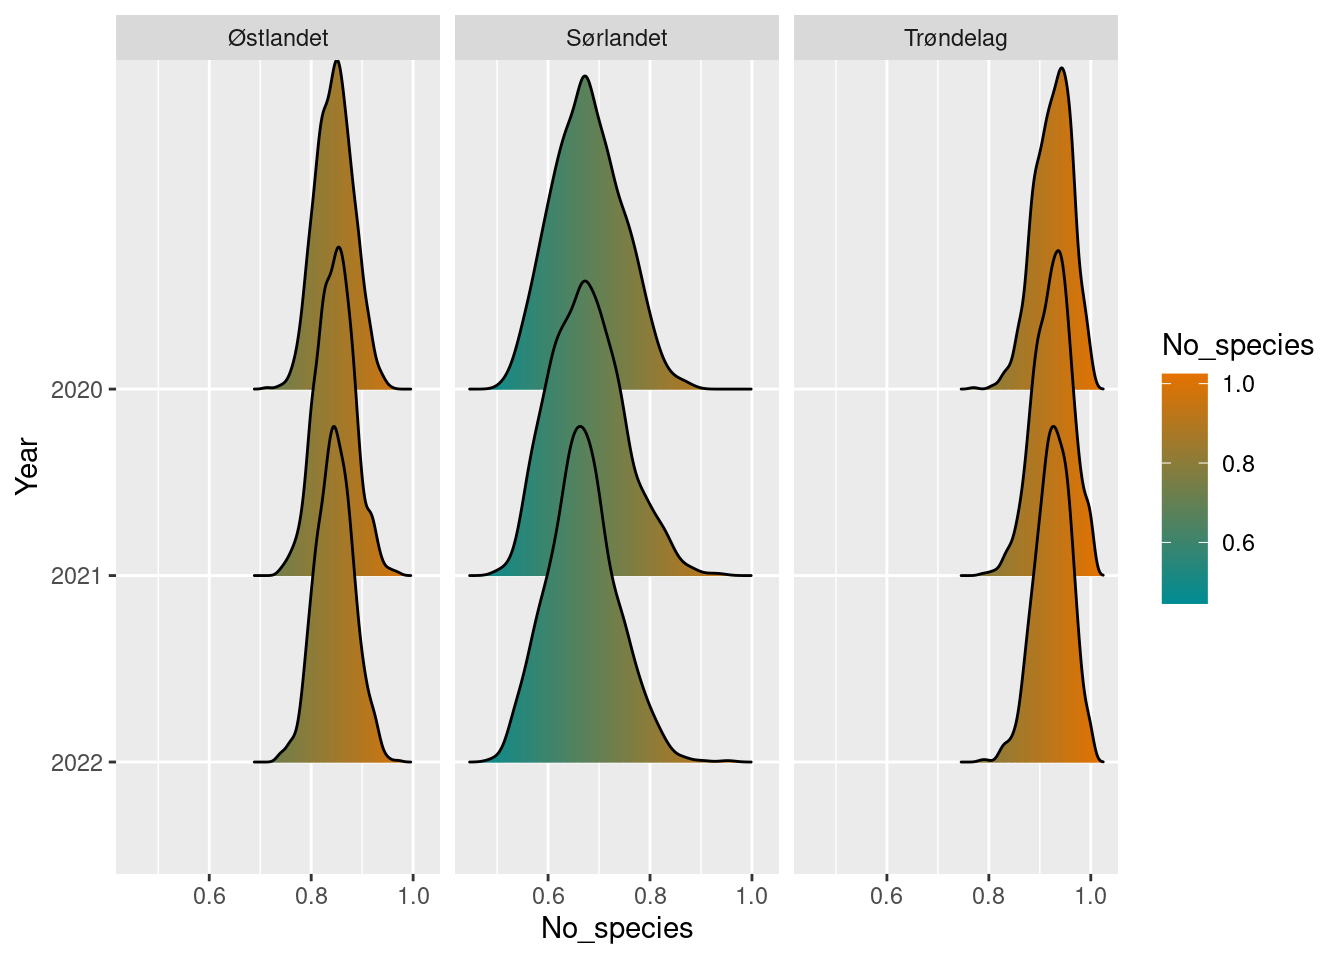 Østlandet Sørlandet Trøndelag
Year
2020
2021
2022
0.6 0.8 1.0 0.6 0.8 1.0 0.6 0.8 1.0
No_species
No_species
1.0
0.8
0.6